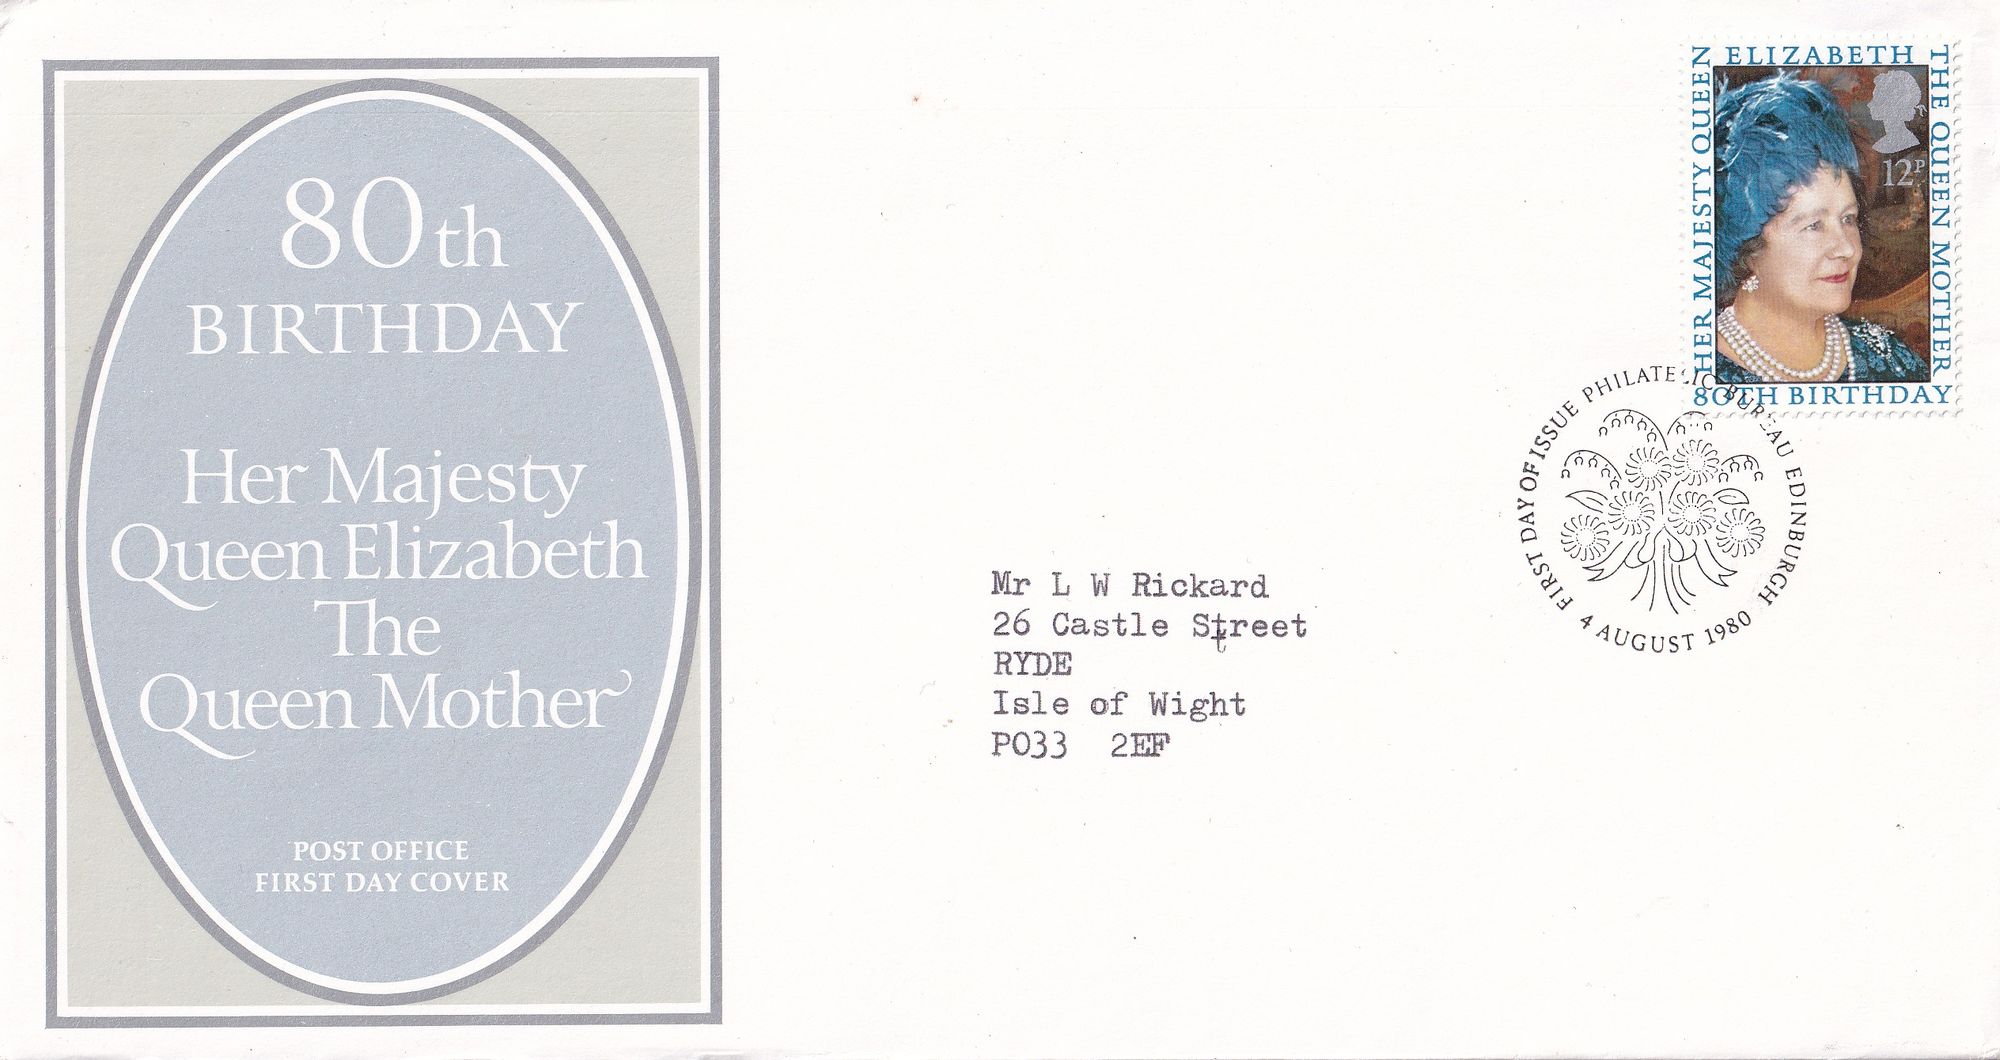 80th
BIRTHDAY
Her Majesty
Queen Elizabeth
The
Queen Mother
POST OFFICE
FIRST DAY COVER
Mr L W Rickard
26 Castle Street
RYDE
Isle of Wight
PO33 2EF
HER MAJESTY QUEEN
ELIZABETH
THE QUEEN MOTHER
12P
80TH BIRTHDAY
FIRST DAY OF ISSUE PHILATELIC BUREAU EDINBURGH
4 AUGUST 1980